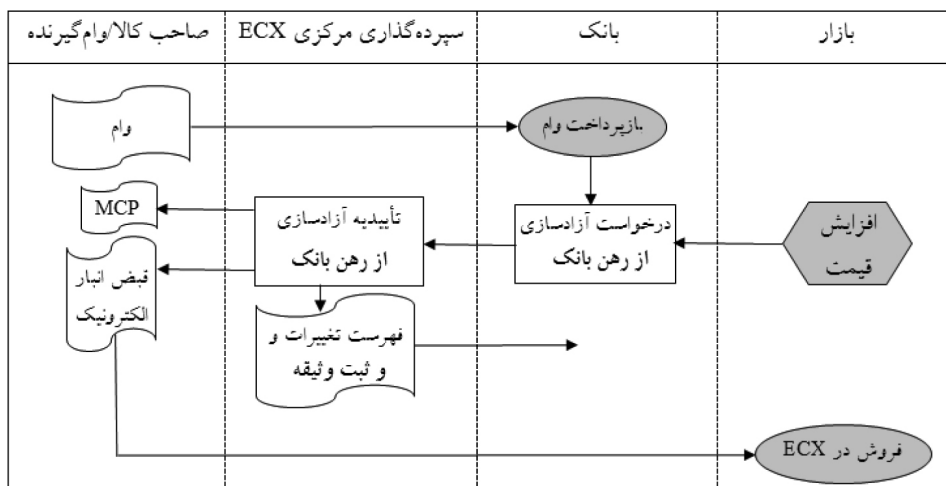 بازار
بانک
سپرده‌گذاری مرکزی ECX
صاحب کالا/وام‌گیرنده
وام
.ازپرداخت وام
MCP
تأییدیه آزادسازی
از رهن بانک
درخواست آزادسازی
از رهن بانک
افزایش
قیمت
قبض انبار
الکترونیک
فهرست تغییرات و
و ثبت وثیقه
فروش در ECX